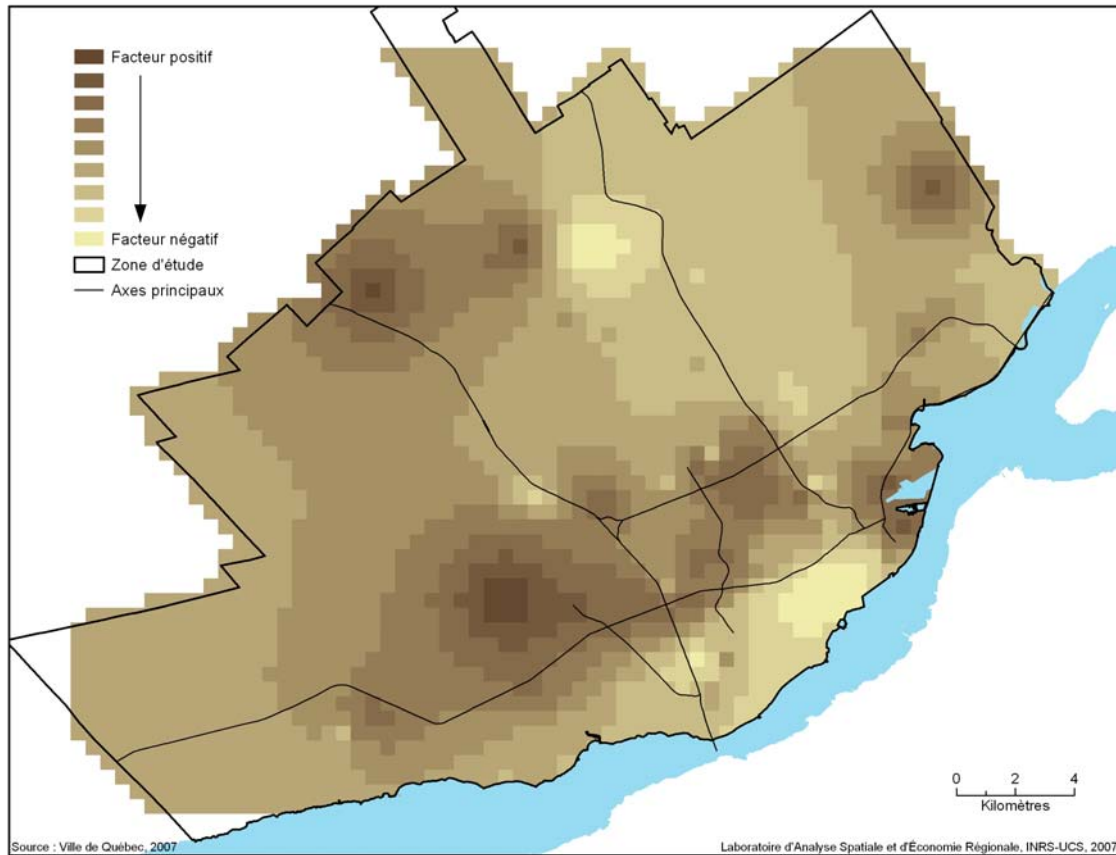 Facteur positif
Facteur négatif
Zone d'étude
Axes principaux
0 2 4
Kilomètres
Source : Ville de Québec, 2007
Laboratoire d'Analyse Spatiale et d'Économie Régionale, INRS-UCS, 2007